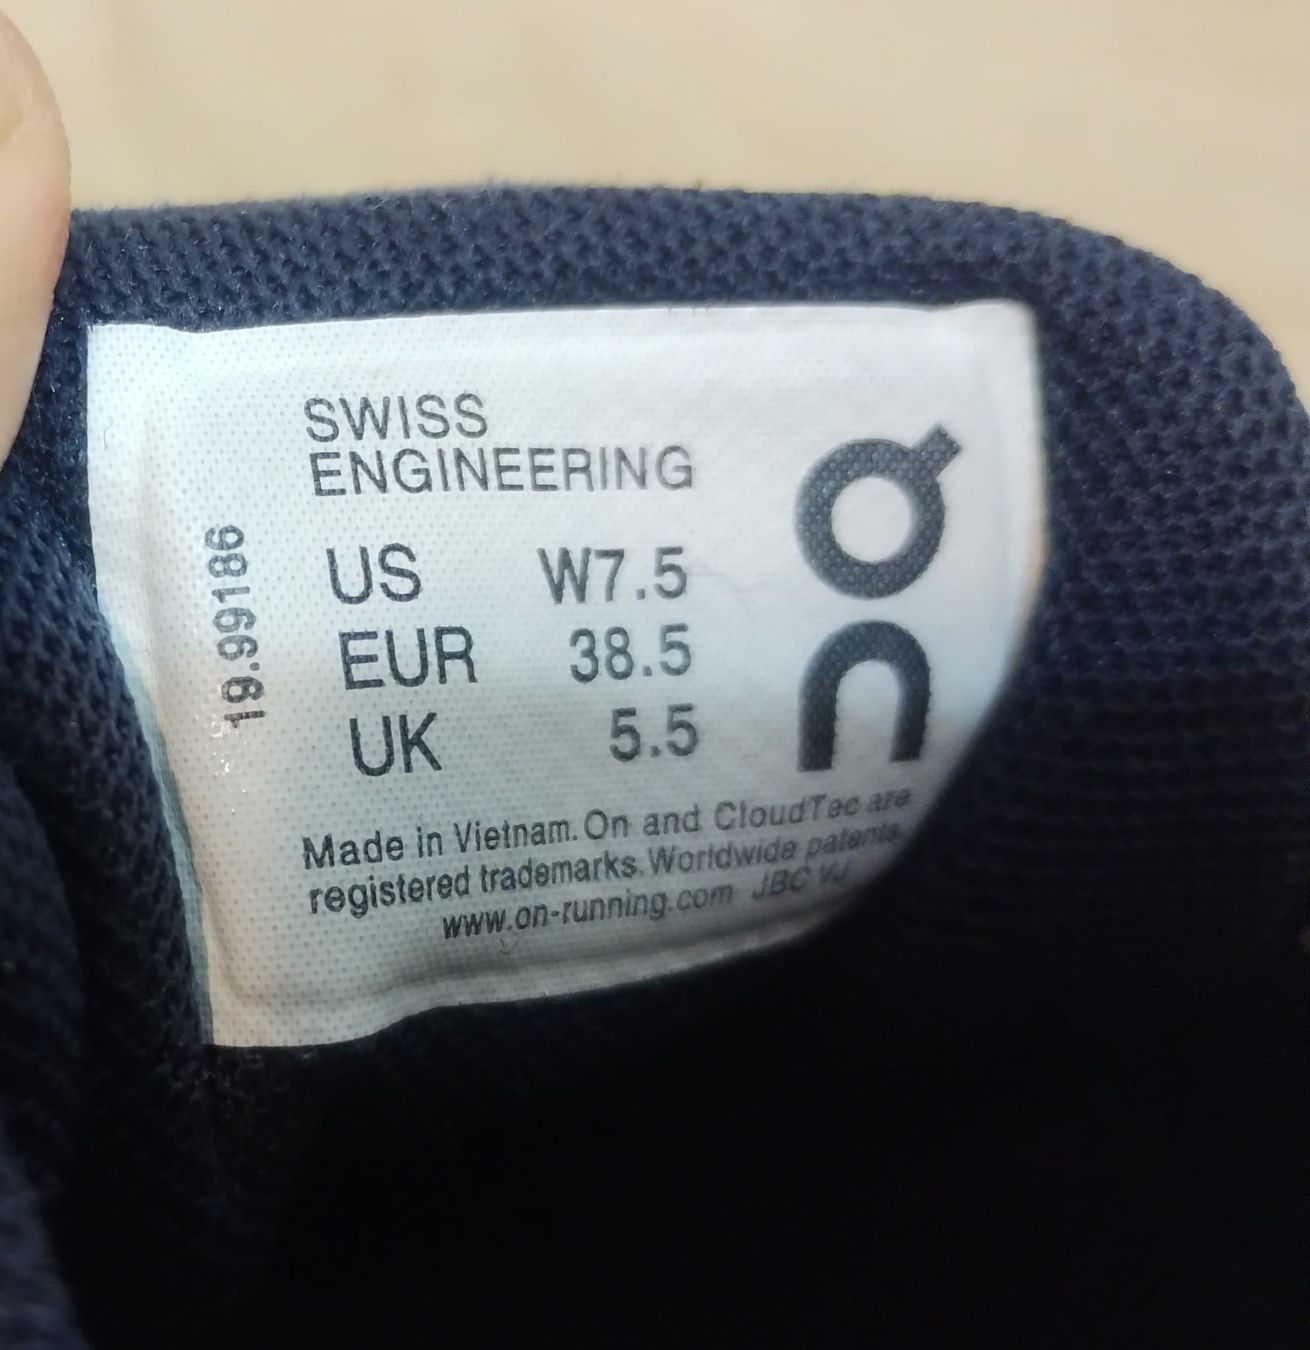 SWISS
ENGINEERING
19.99186
US W7.5
EUR 38.5
UK 5.5
Made in Vietnam. On and CloudTec are
registered trademarks. Worldwide patents.
www.on-running.com JBC VJ